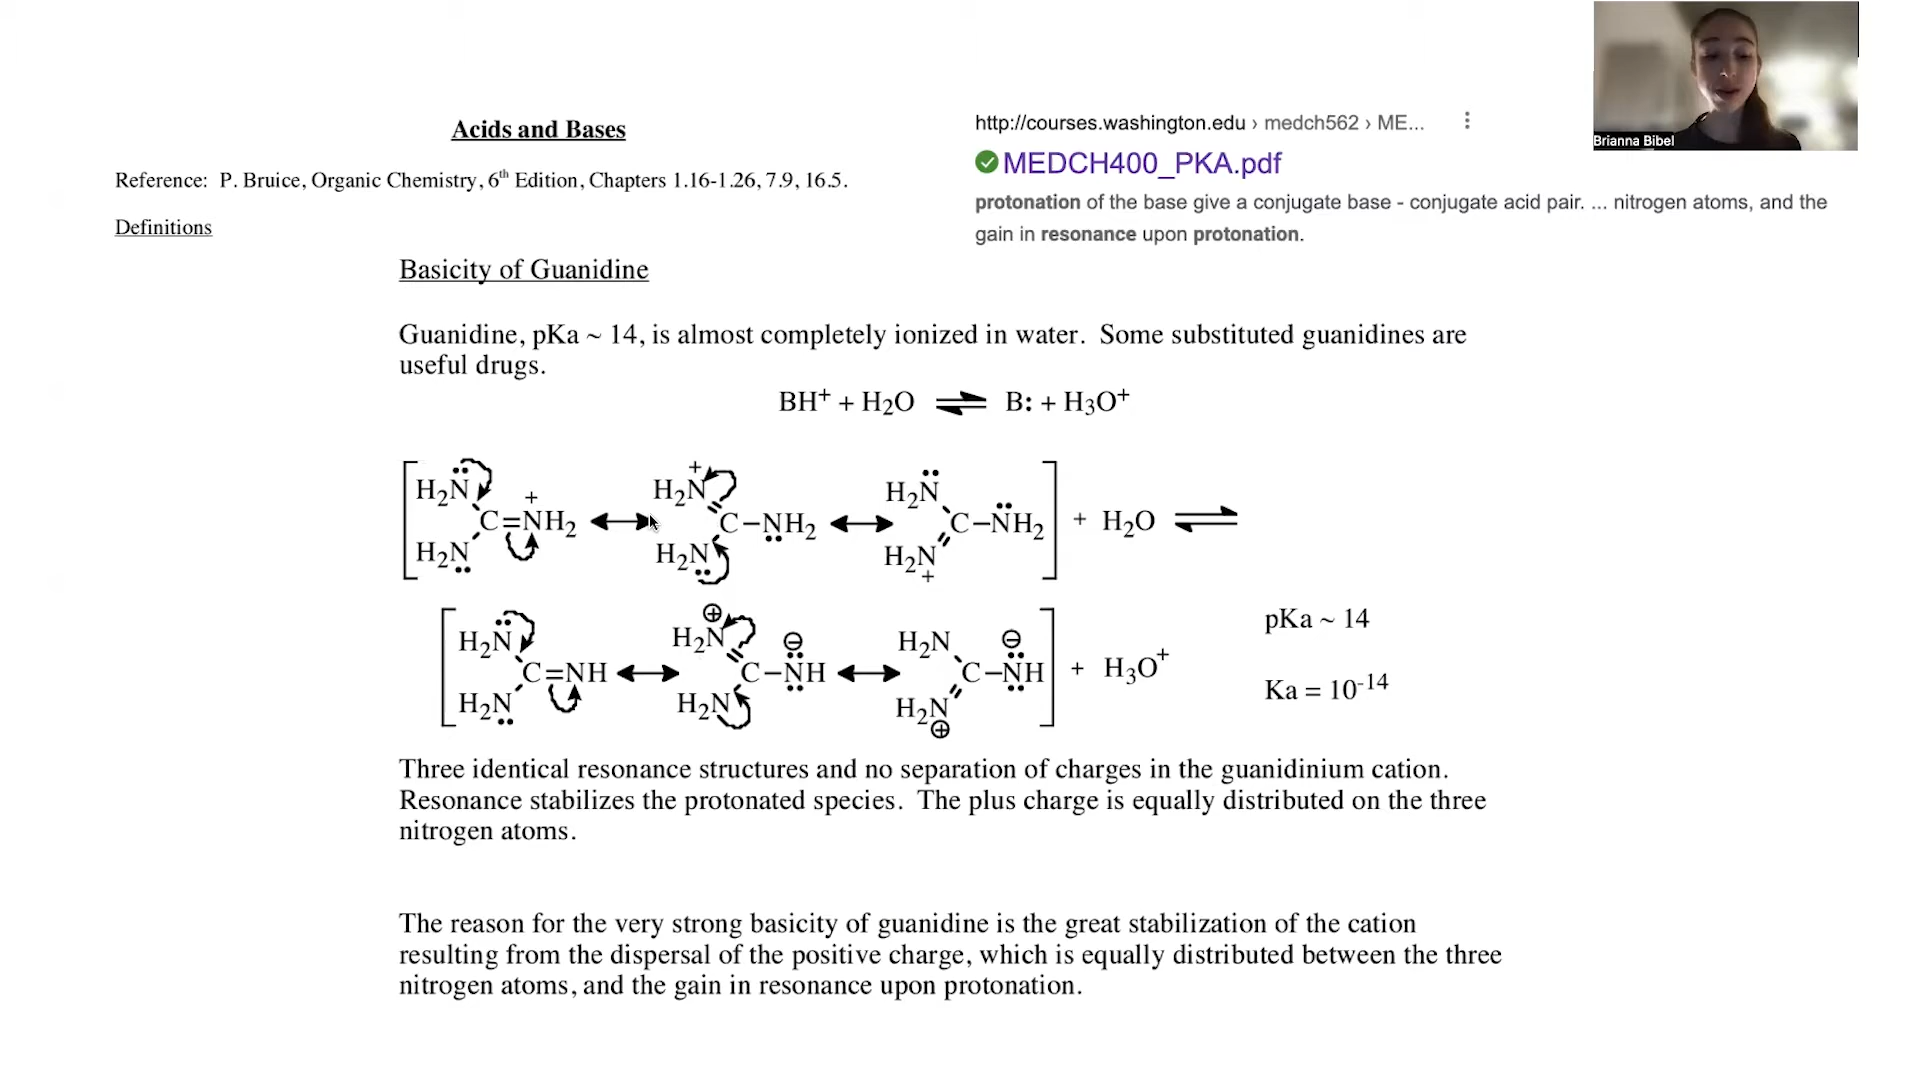 Acids and Bases
Reference: P. Bruice, Organic Chemistry, 6th Edition, Chapters 1.16-1.26, 7.9, 16.5.
Definitions
http://courses.washington.edu › medch562 › ME...
MEDCH400_PKA.pdf
protonation of the base give a conjugate base - conjugate acid pair. ... nitrogen atoms, and the
gain in resonance upon protonation.
Brianna Bibel
Basicity of Guanidine
Guanidine, pKa ~ 14, is almost completely ionized in water. Some substituted guanidines are
useful drugs.
BH⁺ + H₂O ⇌ B: + H₃O⁺
H₂N H₂N⁺ H₂N
C=NH₂⁺ ↔ C–NH₂ ↔ C–NH₂ + H₂O ⇌
H₂N H₂N H₂N⁺
H₂N H₂N⊕ H₂N
C=NH ↔ C–NH⊖ ↔ C–NH⊖ + H₃O⁺
H₂N H₂N H₂N⊕
pKa ~ 14
Ka = 10⁻¹⁴
Three identical resonance structures and no separation of charges in the guanidinium cation.
Resonance stabilizes the protonated species. The plus charge is equally distributed on the three
nitrogen atoms.
The reason for the very strong basicity of guanidine is the great stabilization of the cation
resulting from the dispersal of the positive charge, which is equally distributed between the three
nitrogen atoms, and the gain in resonance upon protonation.